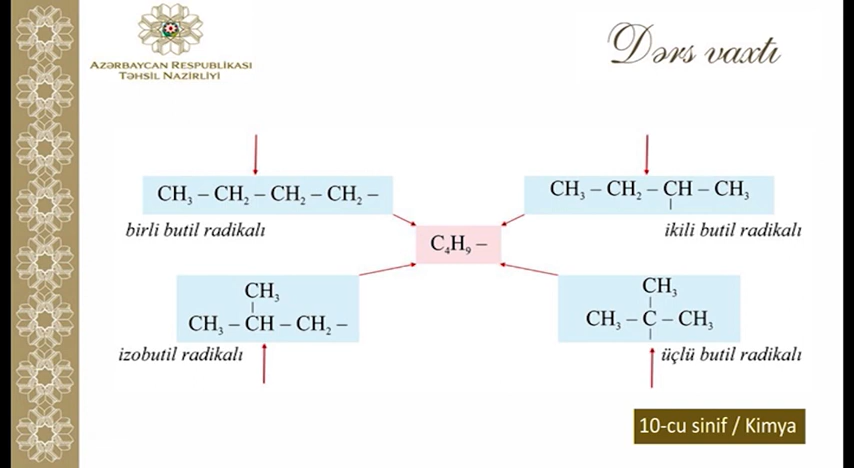 AZƏRBAYCAN RESPUBLİKASI
TƏHSİL NAZİRLİYİ
Dərs vaxtı
CH₃ – CH₂ – CH₂ – CH₂ –
birli butil radikalı
CH₃ – CH₂ – CH – CH₃
|
ikili butil radikalı
C₄H₉ –
CH₃
|
CH₃ – CH – CH₂ –
izobutil radikalı
CH₃
|
CH₃ – C – CH₃
|
üçlü butil radikalı
10-cu sinif / Kimya